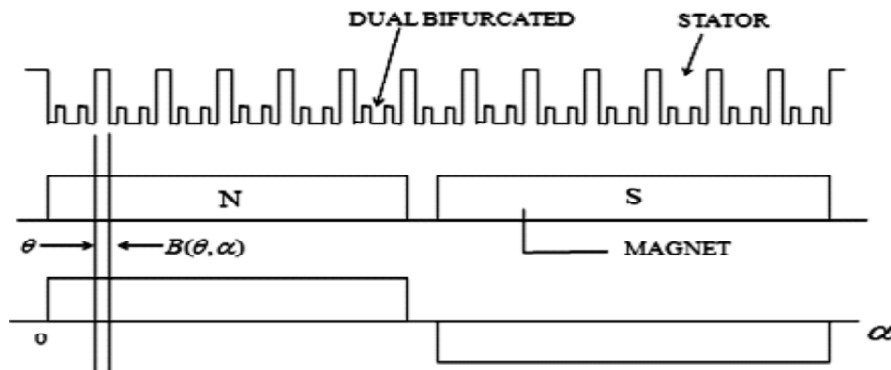 DUAL BIFURCATED
STATOR
N
S
θ
B(θ,α)
MAGNET
0
α